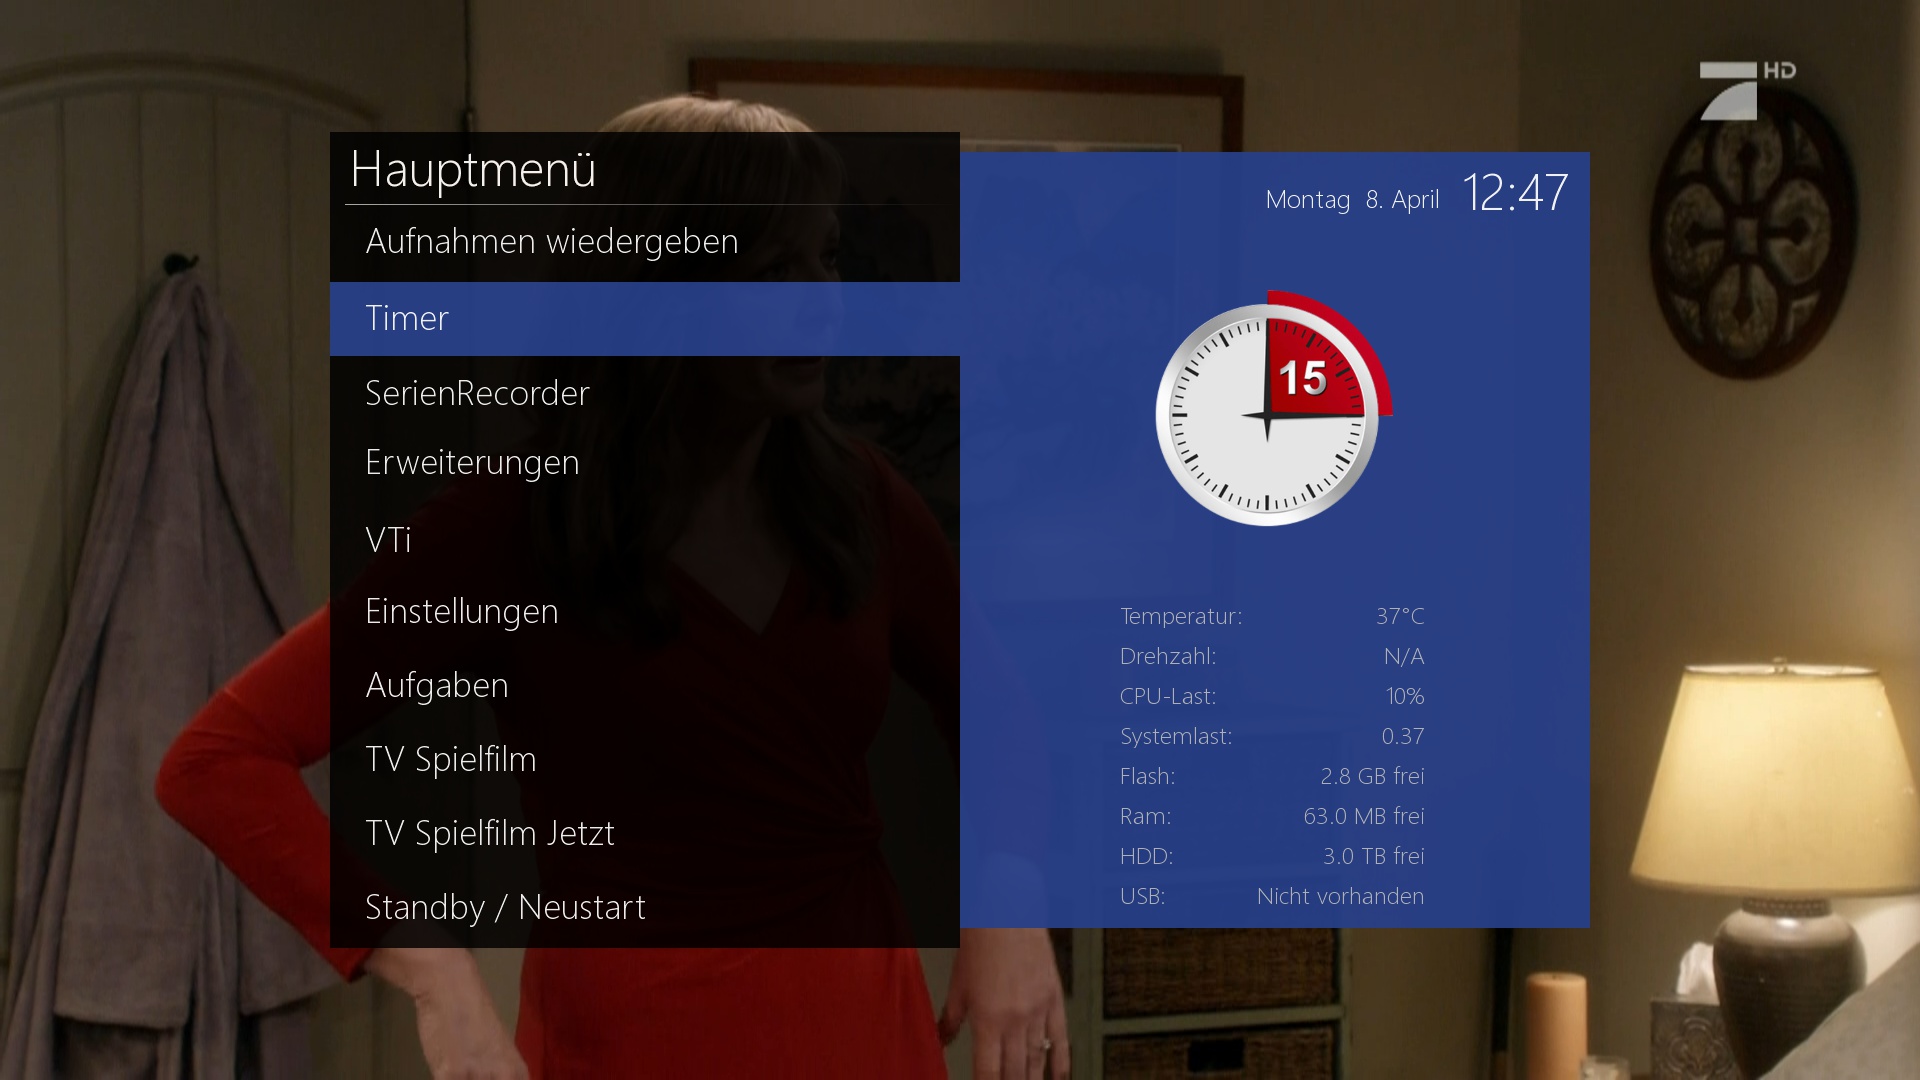 HD
Hauptmenü
Aufnahmen wiedergeben
Timer
SerienRecorder
Erweiterungen
VTi
Einstellungen
Aufgaben
TV Spielfilm
TV Spielfilm Jetzt
Standby / Neustart
Montag 8. April 12:47
15
Temperatur: 37°C
Drehzahl: N/A
CPU-Last: 10%
Systemlast: 0.37
Flash: 2.8 GB frei
Ram: 63.0 MB frei
HDD: 3.0 TB frei
USB: Nicht vorhanden